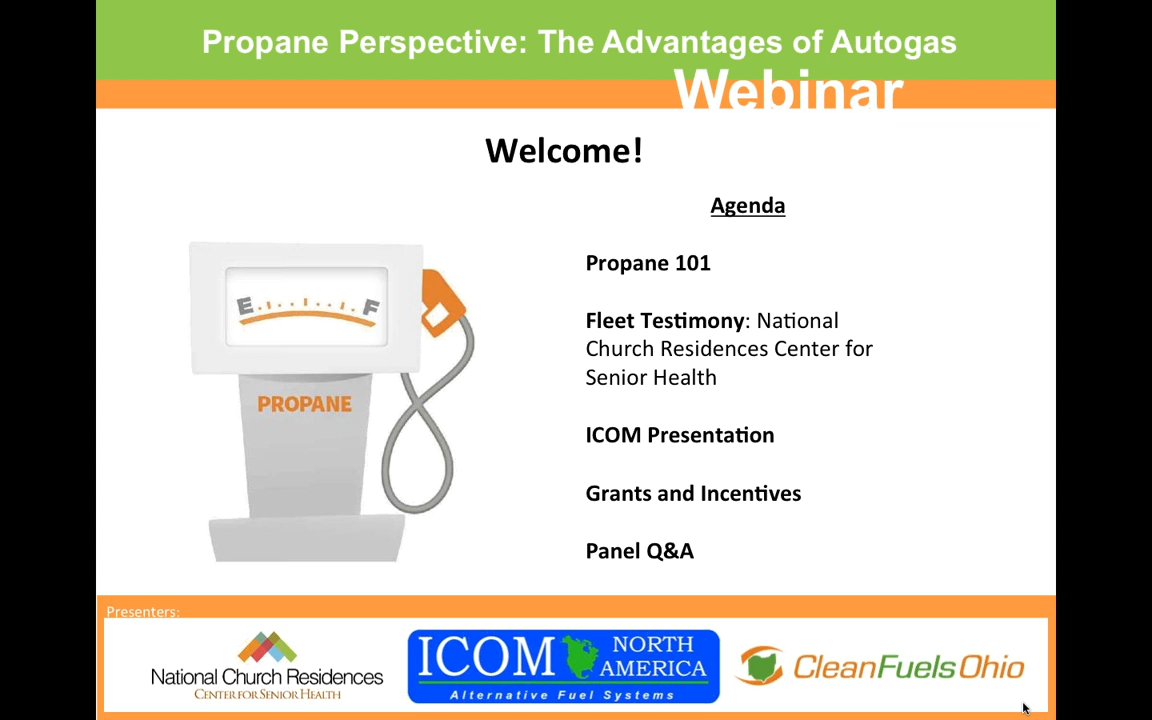 Propane Perspective: The Advantages of Autogas
Webinar
Welcome!
Agenda
Propane 101
Fleet Testimony: National
Church Residences Center for
Senior Health
ICOM Presentation
Grants and Incentives
Panel Q&A
E F
PROPANE
Presenters:
National Church Residences
CENTER FOR SENIOR HEALTH
ICOM NORTH
AMERICA
Alternative Fuel Systems
CleanFuelsOhio